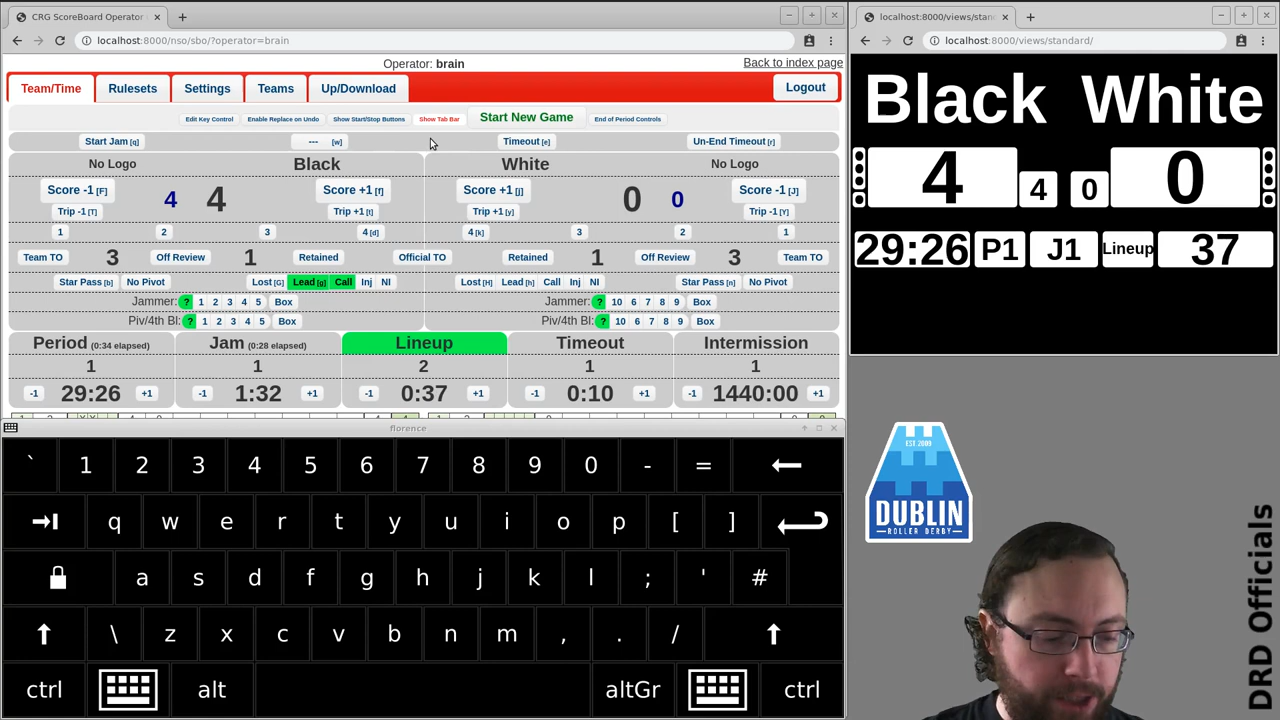 CRG ScoreBoard Operator
localhost:8000/nso/sbo/?operator=brain
Operator: brain
Back to index page
Team/Time Rulesets Settings Teams Up/Download Logout
Edit Key Control Enable Replace on Undo Show Start/Stop Buttons Show Tab Bar Start New Game End of Period Controls
Start Jam [q] --- [w] Timeout [e] Un-End Timeout [r]
No Logo Black White No Logo
Score -1 [F] 4 4 Score +1 [f] Score +1 [j] 0 0 Score -1 [J]
Trip -1 [T] Trip +1 [t] Trip +1 [y] Trip -1 [Y]
1 2 3 4 [d] 4 [k] 3 2 1
Team TO 3 Off Review 1 Retained Official TO Retained 1 Off Review 3 Team TO
Star Pass [b] No Pivot Lost [G] Lead [g] Call Inj NI Lost [H] Lead [h] Call Inj NI Star Pass [n] No Pivot
Jammer: ? 1 2 3 4 5 Box Jammer: ? 10 6 7 8 9 Box
Piv/4th Bl: ? 1 2 3 4 5 Box Piv/4th Bl: ? 10 6 7 8 9 Box
Period (0:34 elapsed) Jam (0:28 elapsed) Lineup Timeout Intermission
1 1 2 1 1
-1 29:26 +1 -1 1:32 +1 -1 0:37 +1 -1 0:10 +1 -1 1440:00 +1
florence
` 1 2 3 4 5 6 7 8 9 0 - =
q w e r t y u i o p [ ]
a s d f g h j k l ; ' #
\ z x c v b n m , . /
ctrl alt altGr ctrl
localhost:8000/views/stan
localhost:8000/views/standard/
Black White
4 4 0 0
29:26 P1 J1 Lineup 37
EST. 2009
DUBLIN
ROLLER DERBY
DRD Officials